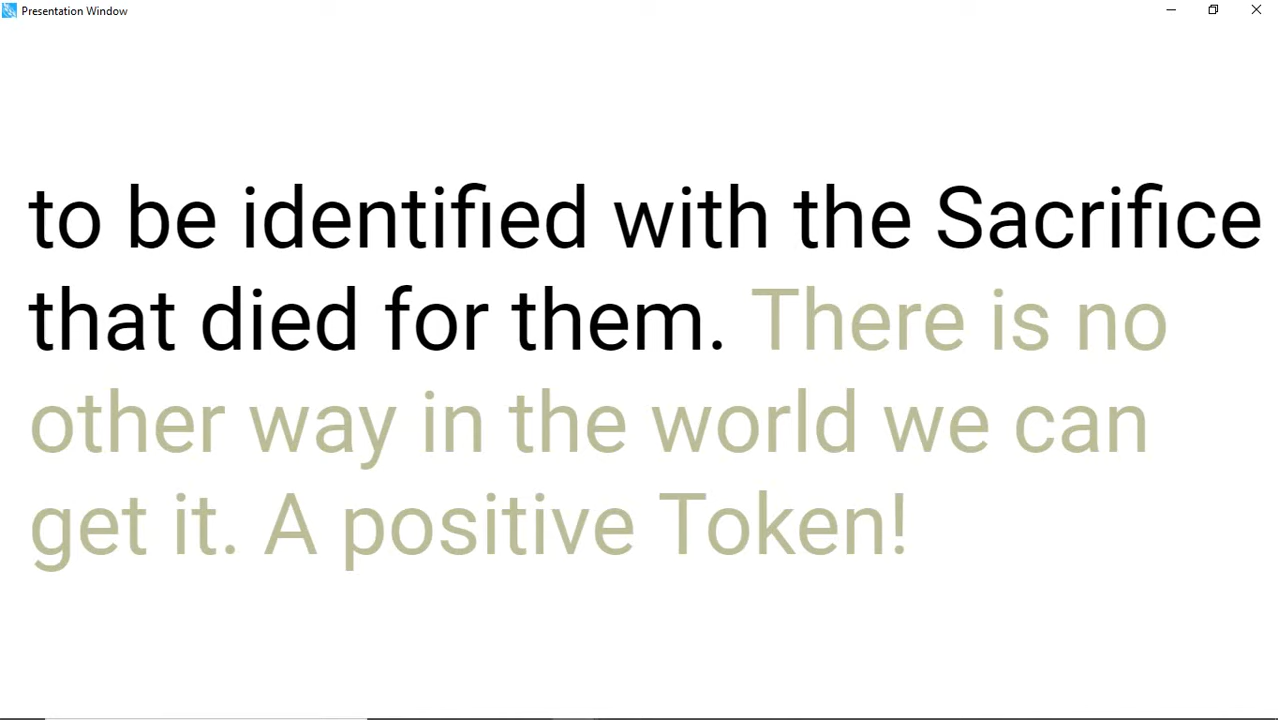 Presentation Window
to be identified with the Sacrifice
that died for them. There is no
other way in the world we can
get it. A positive Token!